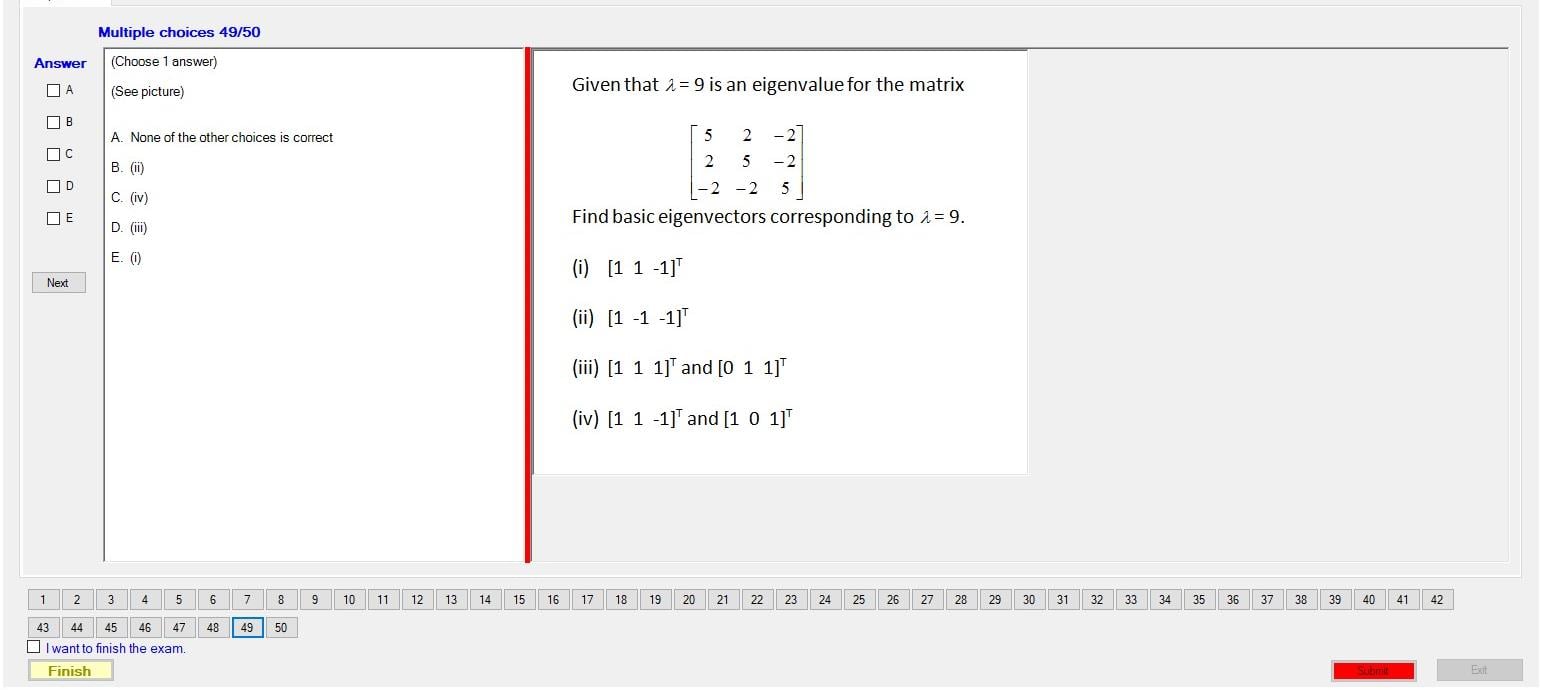 Multiple choices 49/50
Answer
A
B
C
D
E
Next
(Choose 1 answer)
(See picture)
A. None of the other choices is correct
B. (ii)
C. (iv)
D. (iii)
E. (i)
Given that λ = 9 is an eigenvalue for the matrix
5 2 −2
2 5 −2
−2 −2 5
Find basic eigenvectors corresponding to λ = 9.
(i) [1 1 -1]ᵀ
(ii) [1 -1 -1]ᵀ
(iii) [1 1 1]ᵀ and [0 1 1]ᵀ
(iv) [1 1 -1]ᵀ and [1 0 1]ᵀ
1 2 3 4 5 6 7 8 9 10 11 12 13 14 15 16 17 18 19 20 21 22 23 24 25 26 27 28 29 30 31 32 33 34 35 36 37 38 39 40 41 42
43 44 45 46 47 48 49 50
I want to finish the exam.
Finish
Submit
Exit